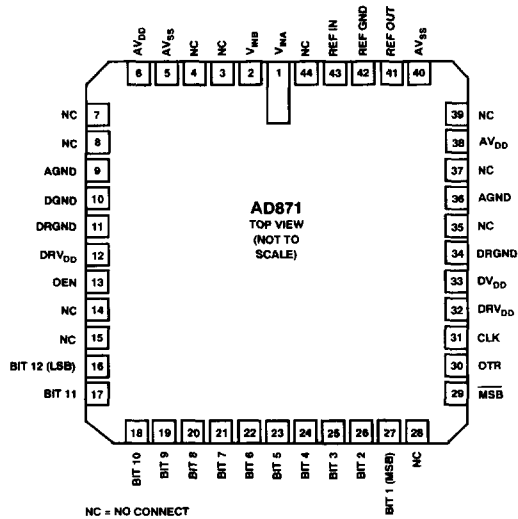 AVDD AVSS NC NC VINB VINA NC REF IN REF GND REF OUT AVSS
6 5 4 3 2 1 44 43 42 41 40
NC 7
NC 8
AGND 9
DGND 10
DRGND 11
DRVDD 12
OEN 13
NC 14
NC 15
BIT 12 (LSB) 16
BIT 11 17
AD871
TOP VIEW
(NOT TO
SCALE)
39 NC
38 AVDD
37 NC
36 AGND
35 NC
34 DRGND
33 DVDD
32 DRVDD
31 CLK
30 OTR
29 MSB
18 19 20 21 22 23 24 25 26 27 28
BIT 10 BIT 9 BIT 8 BIT 7 BIT 6 BIT 5 BIT 4 BIT 3 BIT 2 BIT 1 (MSB) NC
NC = NO CONNECT